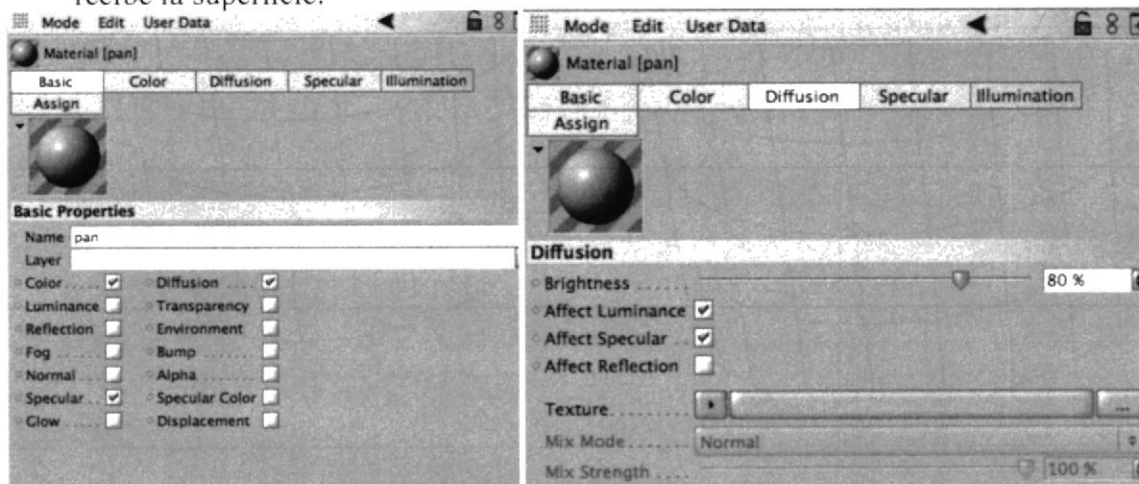 recibe la superficie.
Mode Edit User Data
Material [pan]
Basic Color Diffusion Specular Illumination
Assign
Basic Properties
Name pan
Layer
Color Diffusion
Luminance Transparency
Reflection Environment
Fog Bump
Normal Alpha
Specular Specular Color
Glow Displacement
Mode Edit User Data
Material [pan]
Basic Color Diffusion Specular Illumination
Assign
Diffusion
Brightness 80 %
Affect Luminance
Affect Specular
Affect Reflection
Texture ...
Mix Mode Normal
Mix Strength 100 %